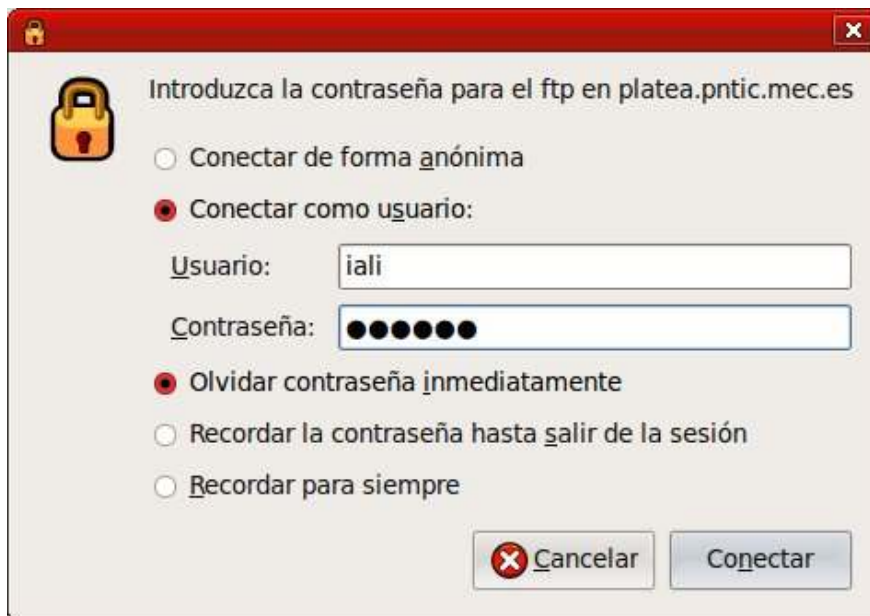 Introduzca la contraseña para el ftp en platea.pntic.mec.es
Conectar de forma anónima
Conectar como usuario:
Usuario: iali
Contraseña: ●●●●●●
Olvidar contraseña inmediatamente
Recordar la contraseña hasta salir de la sesión
Recordar para siempre
Cancelar Conectar